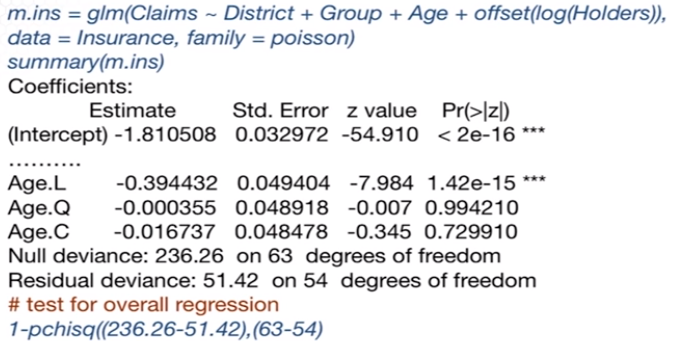 m.ins = glm(Claims ~ District + Group + Age + offset(log(Holders)),
data = Insurance, family = poisson)
summary(m.ins)
Coefficients:
Estimate Std. Error z value Pr(>|z|)
(Intercept) -1.810508 0.032972 -54.910 < 2e-16 ***
..........
Age.L -0.394432 0.049404 -7.984 1.42e-15 ***
Age.Q -0.000355 0.048918 -0.007 0.994210
Age.C -0.016737 0.048478 -0.345 0.729910
Null deviance: 236.26 on 63 degrees of freedom
Residual deviance: 51.42 on 54 degrees of freedom
# test for overall regression
1-pchisq((236.26-51.42),(63-54)